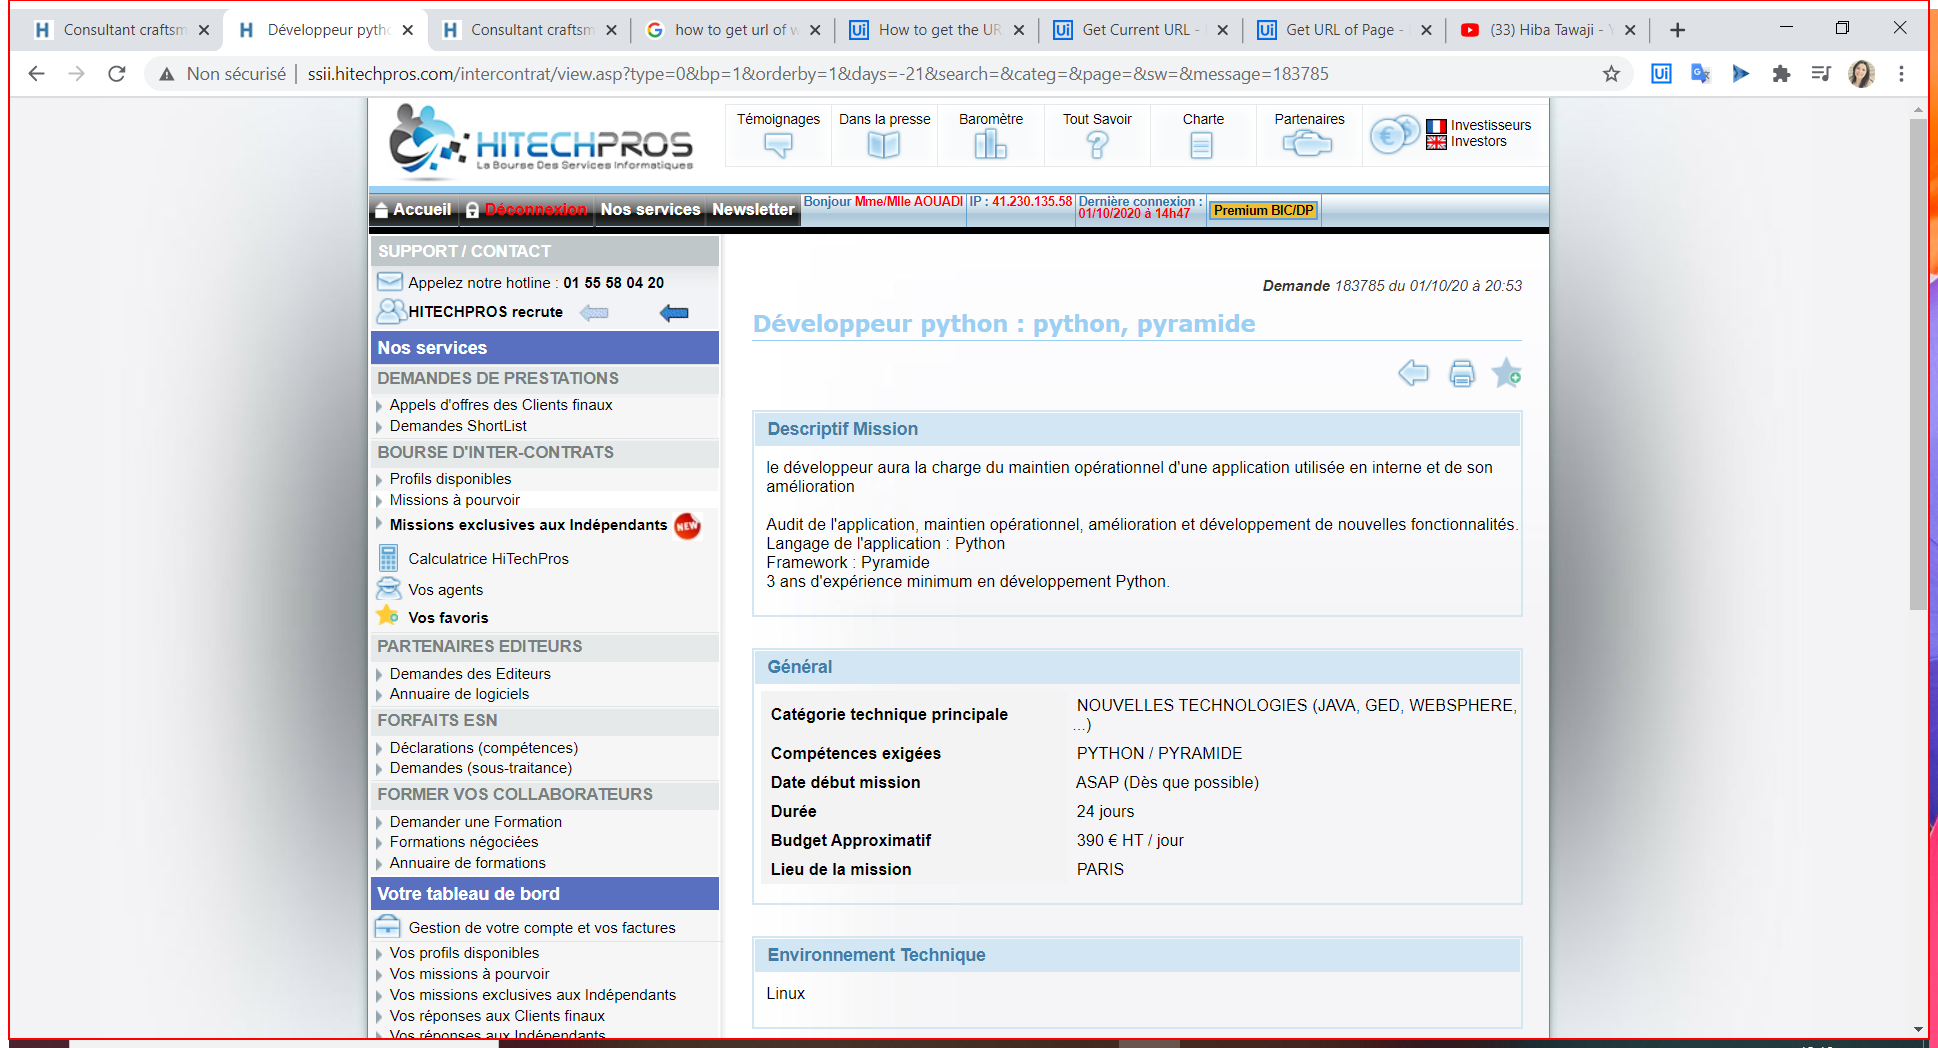 Consultant craftsm
Développeur pytho
Consultant craftsm
how to get url of w
How to get the UR
Get Current URL -
Get URL of Page -
(33) Hiba Tawaji -
Non sécurisé
ssii.hitechpros.com/intercontrat/view.asp?type=0&bp=1&orderby=1&days=-21&search=&categ=&page=&sw=&message=183785
HITECHPROS
La Bourse Des Services Informatiques
Témoignages
Dans la presse
Baromètre
Tout Savoir
Charte
Partenaires
Investisseurs
Investors
Accueil
Déconnexion
Nos services
Newsletter
Bonjour Mme/Mlle AOUADI
IP : 41.230.135.58
Dernière connexion :
01/10/2020 à 14h47
Premium BIC/DP
SUPPORT / CONTACT
Appelez notre hotline : 01 55 58 04 20
HITECHPROS recrute
Nos services
DEMANDES DE PRESTATIONS
Appels d'offres des Clients finaux
Demandes ShortList
BOURSE D'INTER-CONTRATS
Profils disponibles
Missions à pourvoir
Missions exclusives aux Indépendants NEW
Calculatrice HiTechPros
Vos agents
Vos favoris
PARTENAIRES EDITEURS
Demandes des Editeurs
Annuaire de logiciels
FORFAITS ESN
Déclarations (compétences)
Demandes (sous-traitance)
FORMER VOS COLLABORATEURS
Demander une Formation
Formations négociées
Annuaire de formations
Votre tableau de bord
Gestion de votre compte et vos factures
Vos profils disponibles
Vos missions à pourvoir
Vos missions exclusives aux Indépendants
Vos réponses aux Clients finaux
Vos réponses aux Indépendants
Demande 183785 du 01/10/20 à 20:53
Développeur python : python, pyramide
Descriptif Mission
le développeur aura la charge du maintien opérationnel d'une application utilisée en interne et de son
amélioration
Audit de l'application, maintien opérationnel, amélioration et développement de nouvelles fonctionnalités.
Langage de l'application : Python
Framework : Pyramide
3 ans d'expérience minimum en développement Python.
Général
Catégorie technique principale NOUVELLES TECHNOLOGIES (JAVA, GED, WEBSPHERE,
...)
Compétences exigées PYTHON / PYRAMIDE
Date début mission ASAP (Dès que possible)
Durée 24 jours
Budget Approximatif 390 € HT / jour
Lieu de la mission PARIS
Environnement Technique
Linux